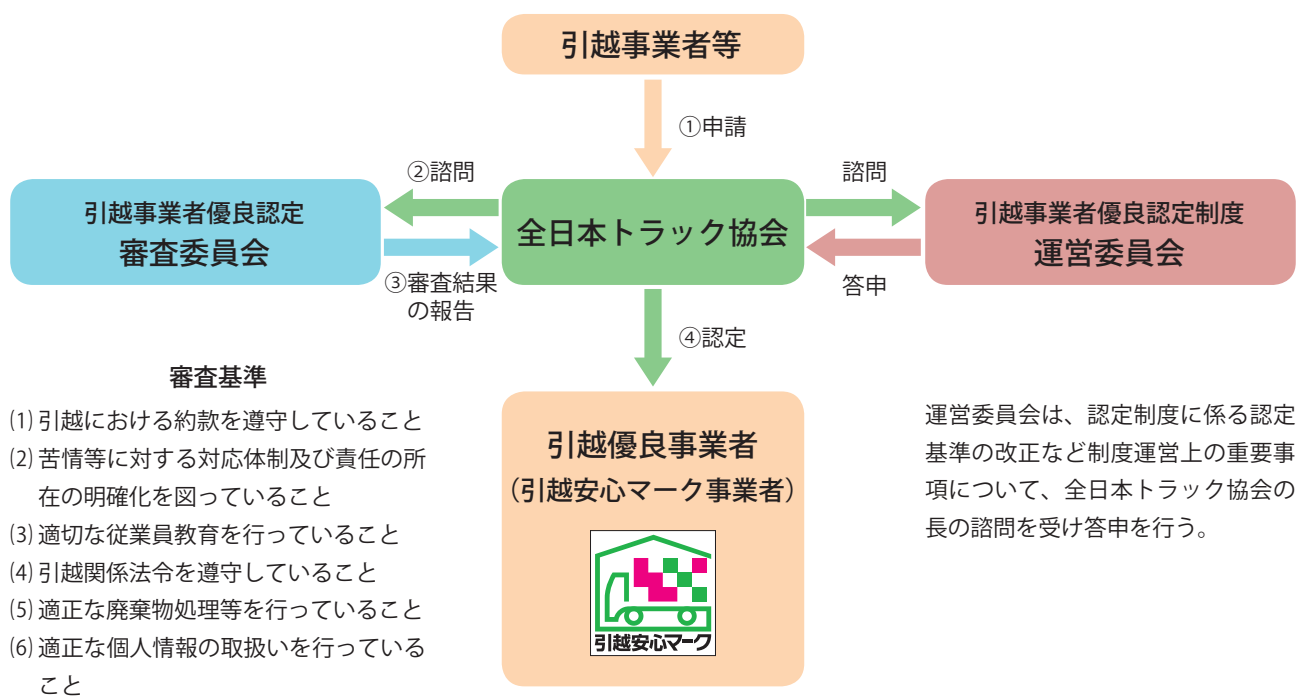 引越事業者等
①申請
②諮問
諮問
引越事業者優良認定
審査委員会
全日本トラック協会
引越事業者優良認定制度
運営委員会
③審査結果
の報告
答申
④認定
審査基準
⑴ 引越における約款を遵守していること
⑵ 苦情等に対する対応体制及び責任の所
在の明確化を図っていること
⑶ 適切な従業員教育を行っていること
⑷ 引越関係法令を遵守していること
⑸ 適正な廃棄物処理等を行っていること
⑹ 適正な個人情報の取扱いを行っている
こと
引越優良事業者
（引越安心マーク事業者）
引越安心マーク
運営委員会は、認定制度に係る認定
基準の改正など制度運営上の重要事
項について、全日本トラック協会の
長の諮問を受け答申を行う。